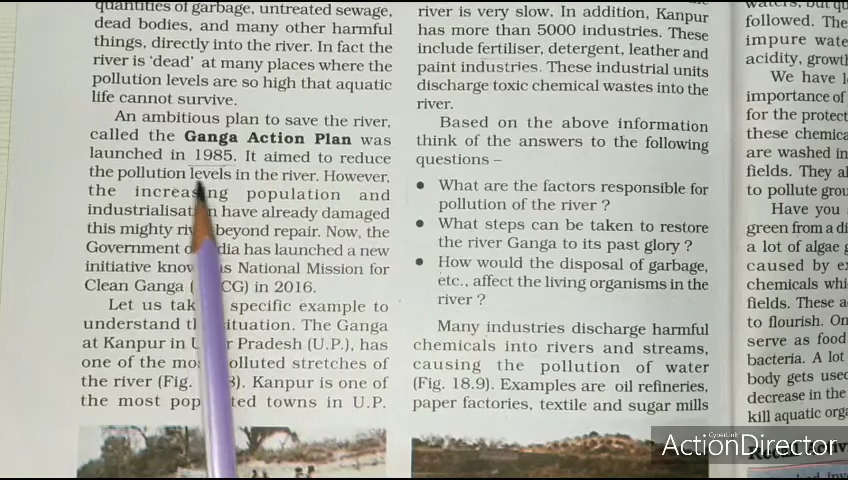 quantities of garbage, untreated sewage,
dead bodies, and many other harmful
things, directly into the river. In fact the
river is 'dead' at many places where the
pollution levels are so high that aquatic
life cannot survive.
An ambitious plan to save the river,
called the Ganga Action Plan was
launched in 1985. It aimed to reduce
the pollution levels in the river. However,
the increasing population and
industrialisat n have already damaged
this mighty riv beyond repair. Now, the
Government o dia has launched a new
initiative know as National Mission for
Clean Ganga ( CG) in 2016.
Let us tak specific example to
understand th ituation. The Ganga
at Kanpur in U r Pradesh (U.P.), has
one of the mo olluted stretches of
the river (Fig. 8). Kanpur is one of
the most pop ted towns in U.P.
river is very slow. In addition, Kanpur
has more than 5000 industries. These
include fertiliser, detergent, leather and
paint industries. These industrial units
discharge toxic chemical wastes into the
river.
Based on the above information
think of the answers to the following
questions –
• What are the factors responsible for
pollution of the river ?
• What steps can be taken to restore
the river Ganga to its past glory ?
• How would the disposal of garbage,
etc., affect the living organisms in the
river ?
Many industries discharge harmful
chemicals into rivers and streams,
causing the pollution of water
(Fig. 18.9). Examples are oil refineries,
paper factories, textile and sugar mills
followed. The
impure wate
acidity, growt
We have l
importance of
for the protect
these chemica
are washed in
fields. They al
to pollute grou
Have you
green from a di
a lot of algae g
caused by ex
chemicals whi
fields. These a
to flourish. On
serve as food
bacteria. A lot
body gets used
decrease in the
kill aquatic orga
CyberLink
ActionDirector